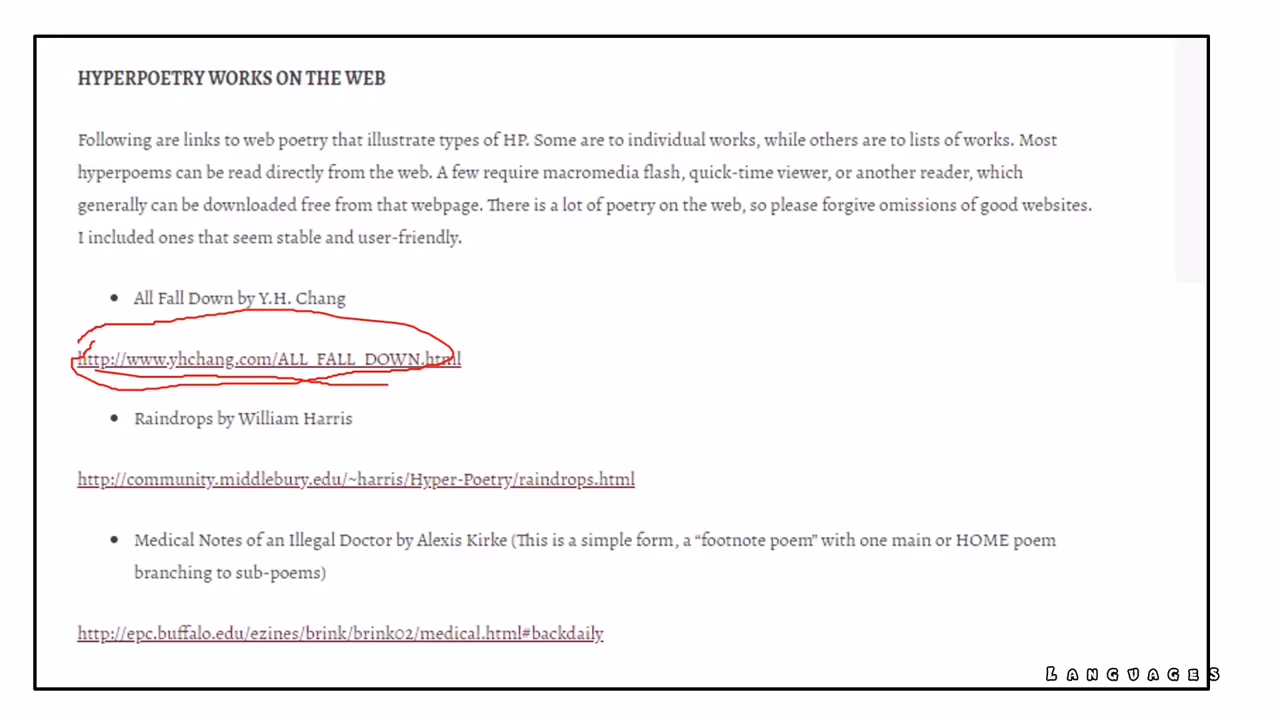 HYPERPOETRY WORKS ON THE WEB
Following are links to web poetry that illustrate types of HP. Some are to individual works, while others are to lists of works. Most
hyperpoems can be read directly from the web. A few require macromedia flash, quick-time viewer, or another reader, which
generally can be downloaded free from that webpage. There is a lot of poetry on the web, so please forgive omissions of good websites.
I included ones that seem stable and user-friendly.
• All Fall Down by Y.H. Chang
http://www.yhchang.com/ALL_FALL_DOWN.html
• Raindrops by William Harris
http://community.middlebury.edu/~harris/Hyper-Poetry/raindrops.html
• Medical Notes of an Illegal Doctor by Alexis Kirke (This is a simple form, a “footnote poem” with one main or HOME poem
branching to sub-poems)
http://epc.buffalo.edu/ezines/brink/brink02/medical.html#backdaily
LANGUAGES